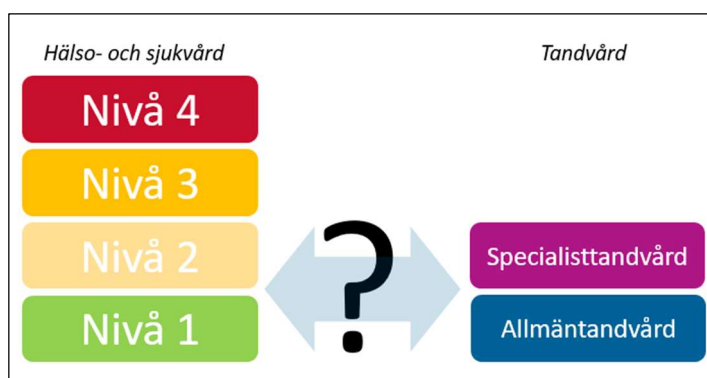 Hälso- och sjukvård
Tandvård
Nivå 4
Nivå 3
Nivå 2
Nivå 1
?
Specialisttandvård
Allmäntandvård